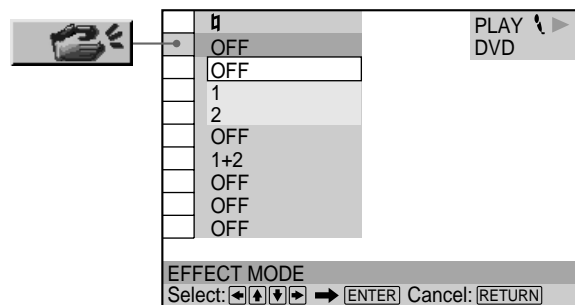 ♮
PLAY
OFF
DVD
OFF
1
2
OFF
1+2
OFF
OFF
OFF
EFFECT MODE
Select: ← ↑ ↓ → ➡ ENTER Cancel: RETURN